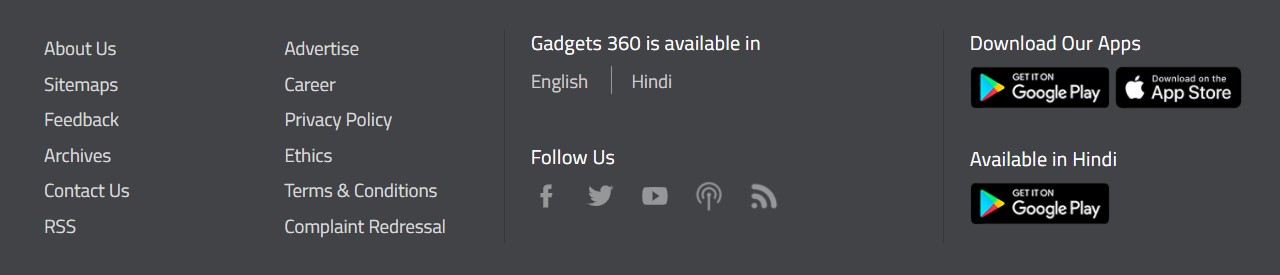 About Us
Sitemaps
Feedback
Archives
Contact Us
RSS
Advertise
Career
Privacy Policy
Ethics
Terms & Conditions
Complaint Redressal
Gadgets 360 is available in
English
Hindi
Follow Us
Download Our Apps
GET IT ON
Google Play
Download on the
App Store
Available in Hindi
GET IT ON
Google Play